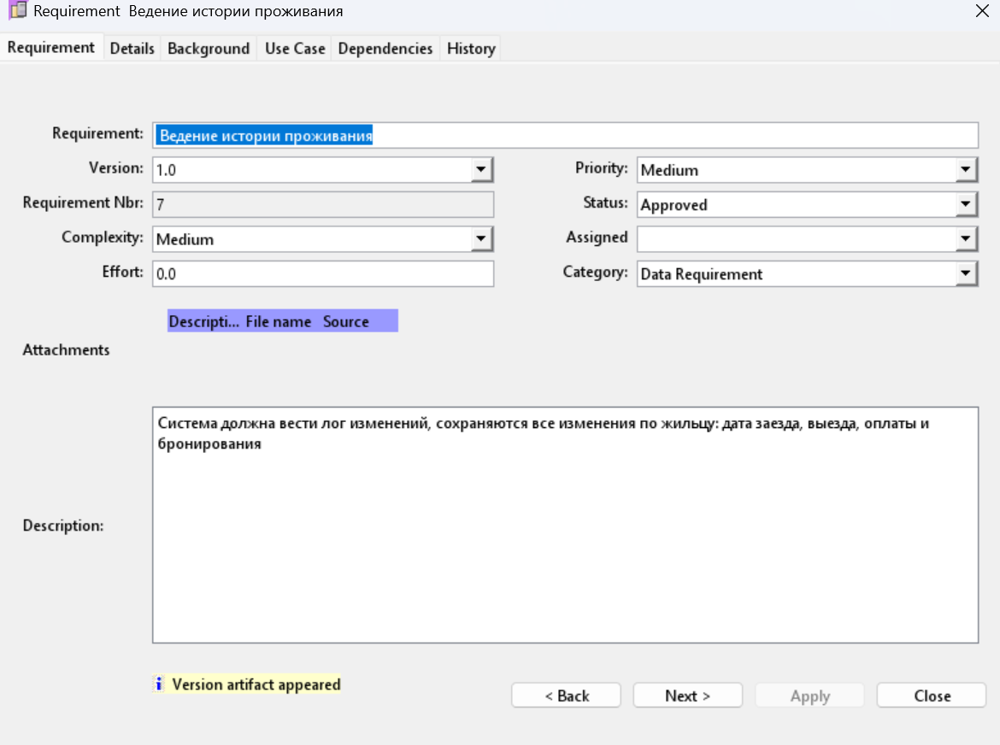 Requirement Ведение истории проживания
Requirement Details Background Use Case Dependencies History
Requirement: Ведение истории проживания
Version: 1.0 Priority: Medium
Requirement Nbr: 7 Status: Approved
Complexity: Medium Assigned
Effort: 0.0 Category: Data Requirement
Descripti... File name Source
Attachments
Система должна вести лог изменений, сохраняются все изменения по жильцу: дата заезда, выезда, оплаты и
бронирования
Description:
i Version artifact appeared
< Back Next > Apply Close